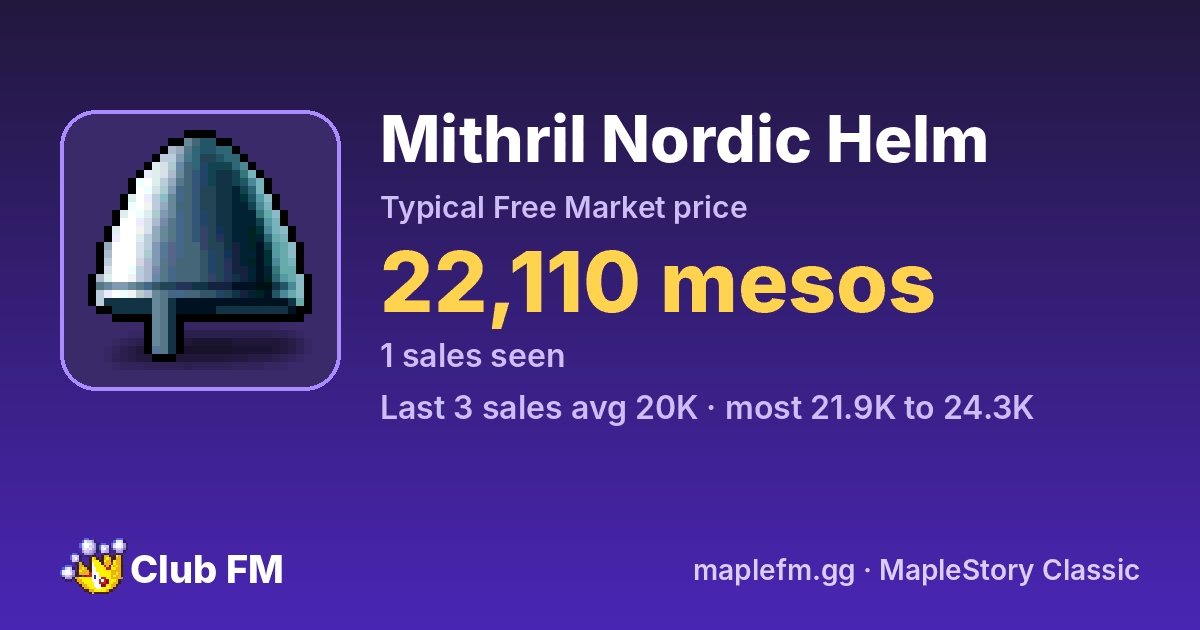 Mithril Nordic Helm
Typical Free Market price
22,110 mesos
1 sales seen
Last 3 sales avg 20K · most 21.9K to 24.3K
Club FM
maplefm.gg · MapleStory Classic